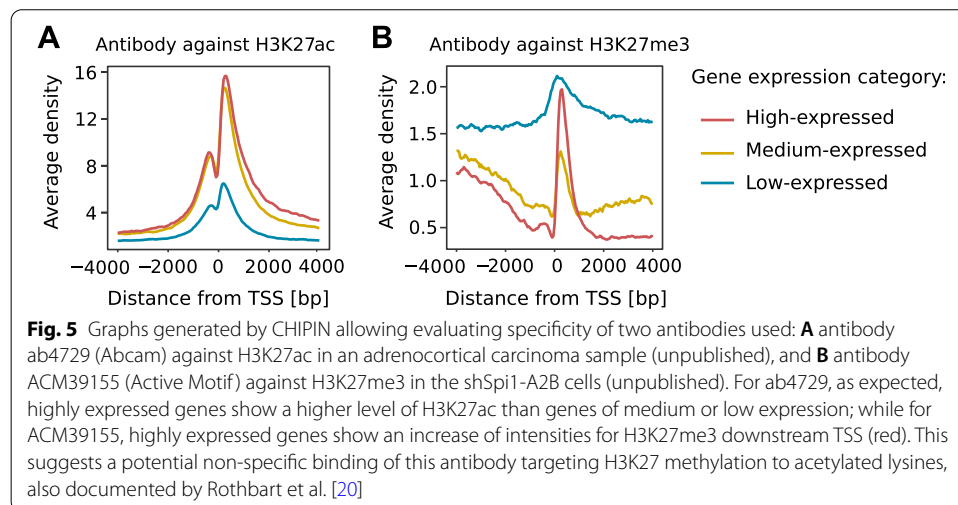 A
Antibody against H3K27ac
Average density
16
12
8
4
−4000 −2000 0 2000 4000
Distance from TSS [bp]
B
Antibody against H3K27me3
Average density
2.0
1.5
1.0
0.5
−4000 −2000 0 2000 4000
Distance from TSS [bp]
Gene expression category:
High-expressed
Medium-expressed
Low-expressed
Fig. 5 Graphs generated by CHIPIN allowing evaluating specificity of two antibodies used: A antibody
ab4729 (Abcam) against H3K27ac in an adrenocortical carcinoma sample (unpublished), and B antibody
ACM39155 (Active Motif) against H3K27me3 in the shSpi1-A2B cells (unpublished). For ab4729, as expected,
highly expressed genes show a higher level of H3K27ac than genes of medium or low expression; while for
ACM39155, highly expressed genes show an increase of intensities for H3K27me3 downstream TSS (red). This
suggests a potential non-specific binding of this antibody targeting H3K27 methylation to acetylated lysines,
also documented by Rothbart et al. [20]